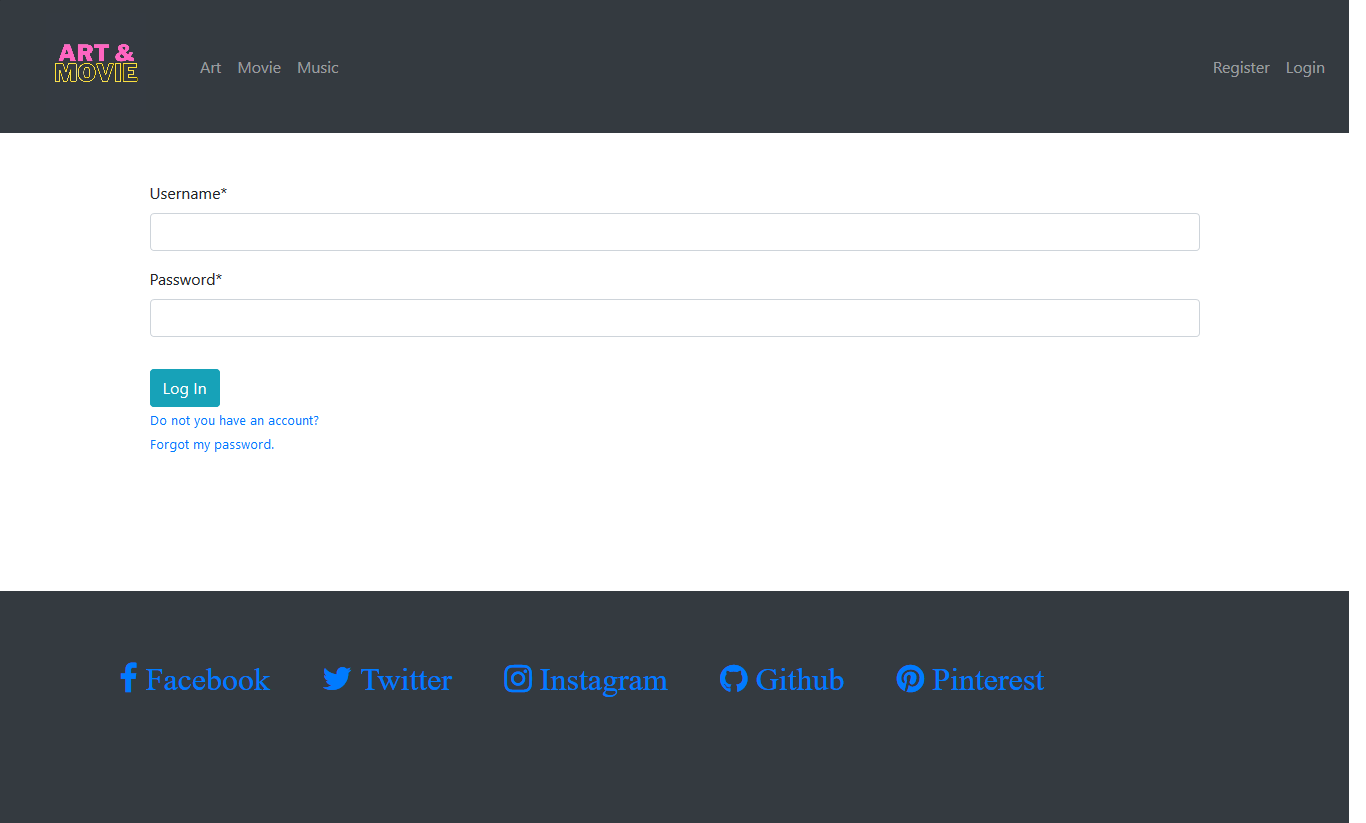 ART &
MOVIE
Art Movie Music
Register Login
Username*
Password*
Log In
Do not you have an account?
Forgot my password.
Facebook Twitter Instagram Github Pinterest